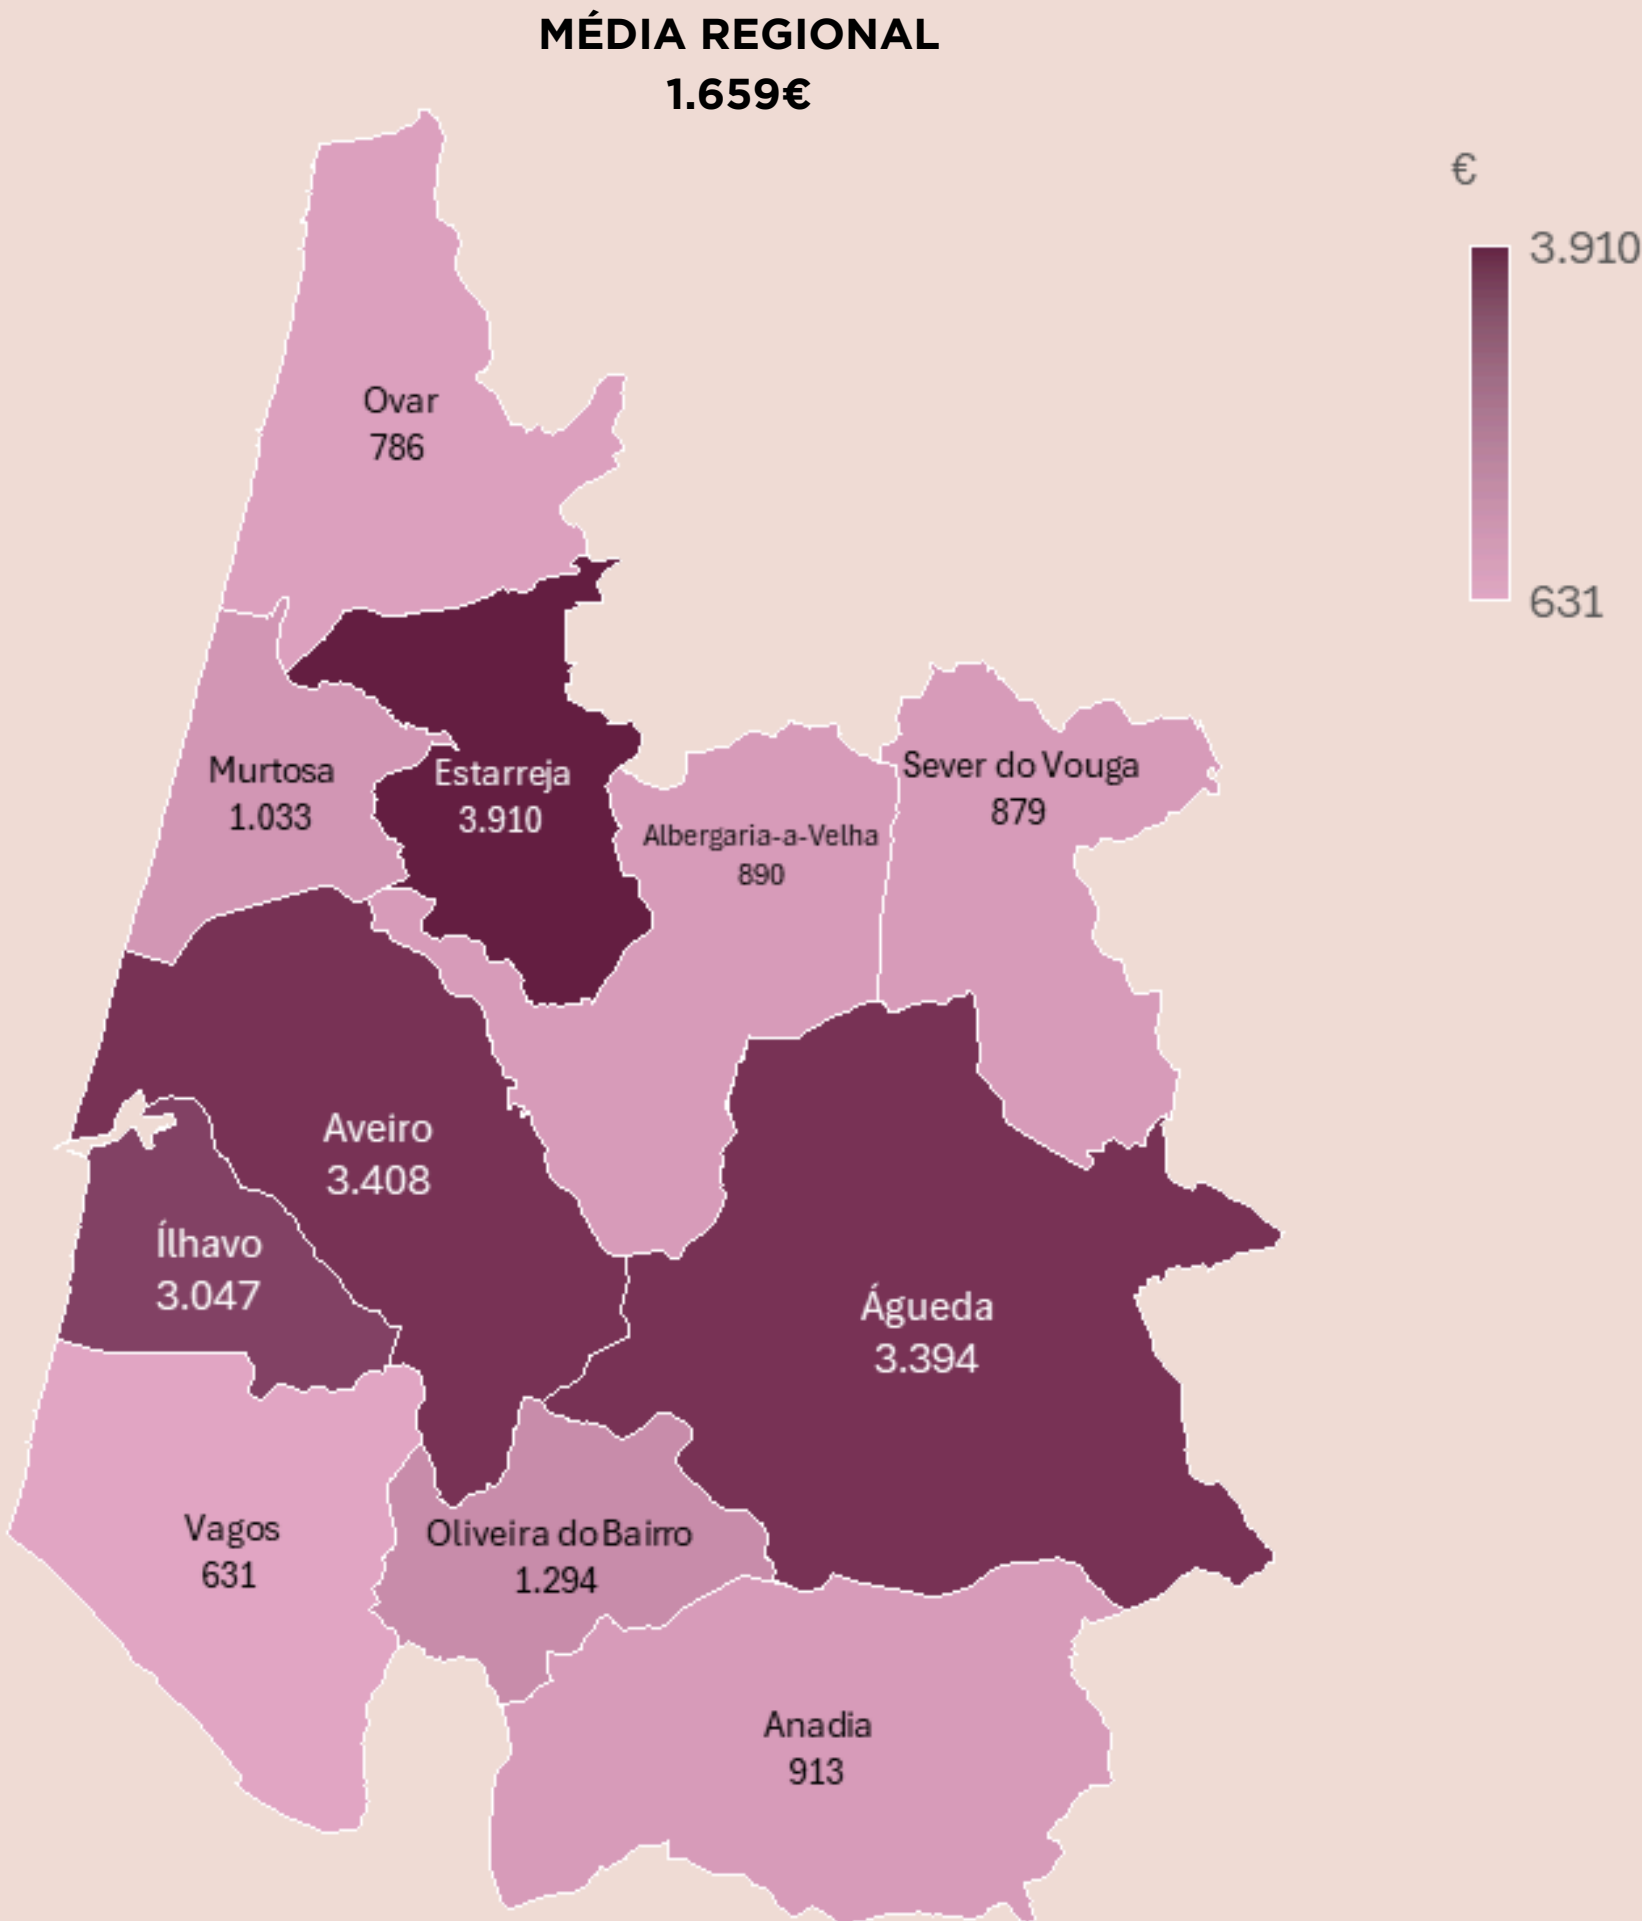 MÉDIA REGIONAL
1.659€
€
3.910
631
Ovar
786
Murtosa
1.033
Estarreja
3.910
Albergaria-a-Velha
890
Sever do Vouga
879
Aveiro
3.408
Ílhavo
3.047
Águeda
3.394
Vagos
631
Oliveira do Bairro
1.294
Anadia
913